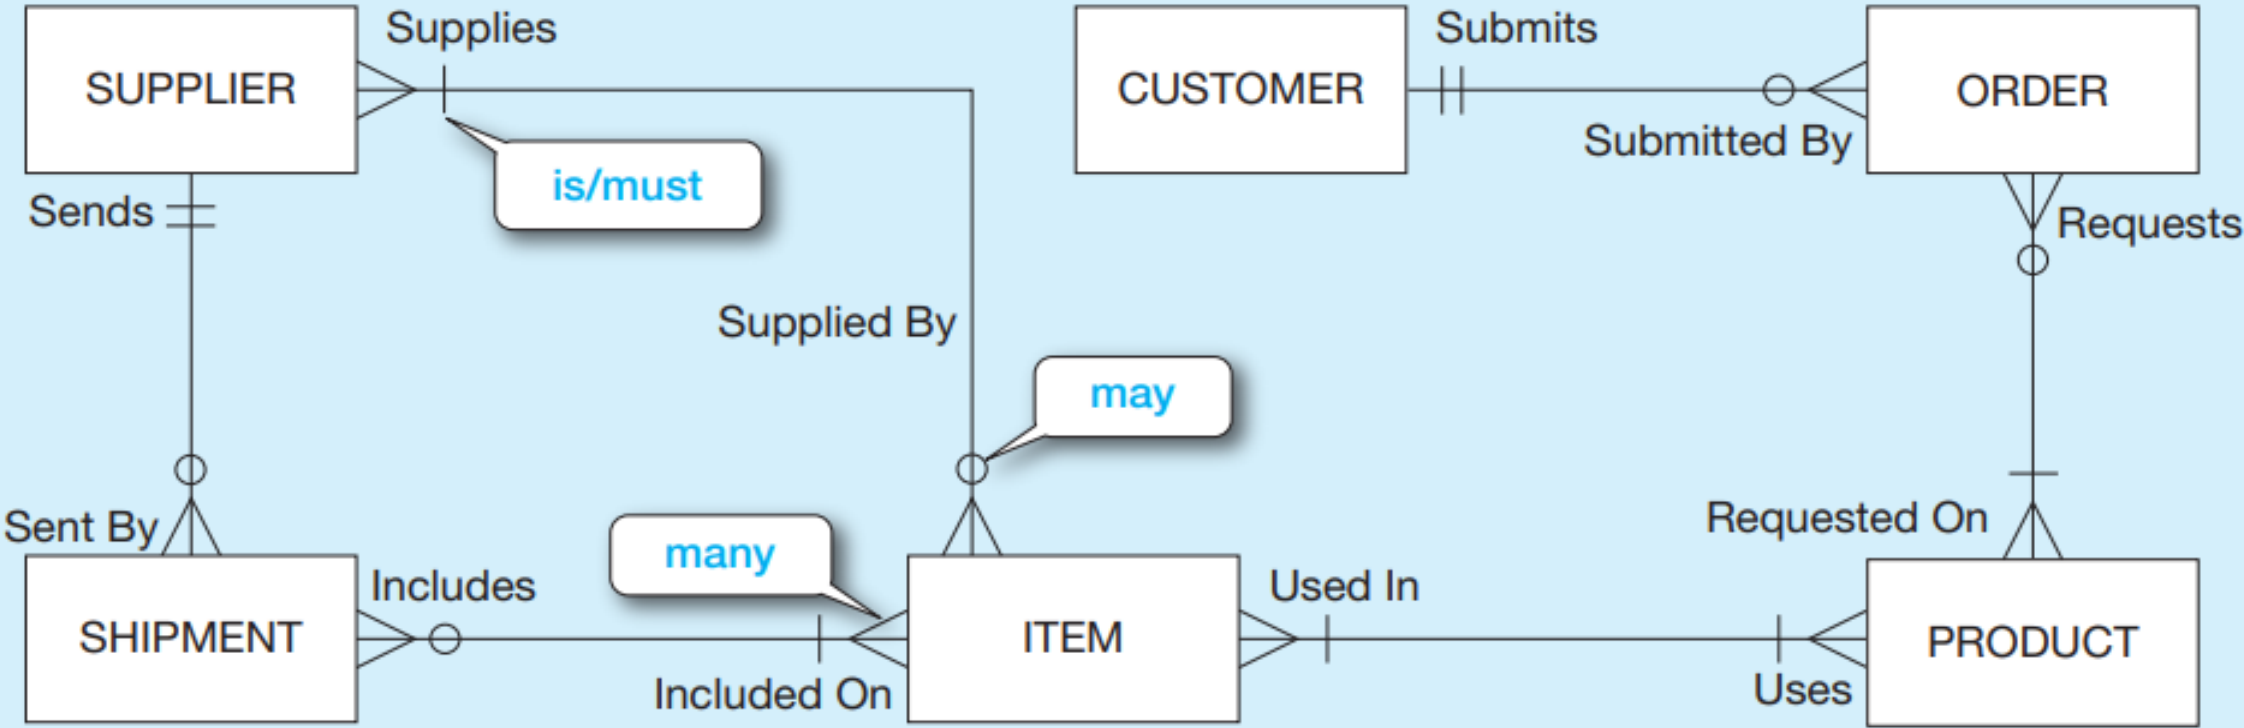 Supplies
Submits
SUPPLIER
CUSTOMER
ORDER
Submitted By
is/must
Sends
Requests
Supplied By
may
Requested On
Sent By
many
Includes
Used In
SHIPMENT
ITEM
PRODUCT
Included On
Uses